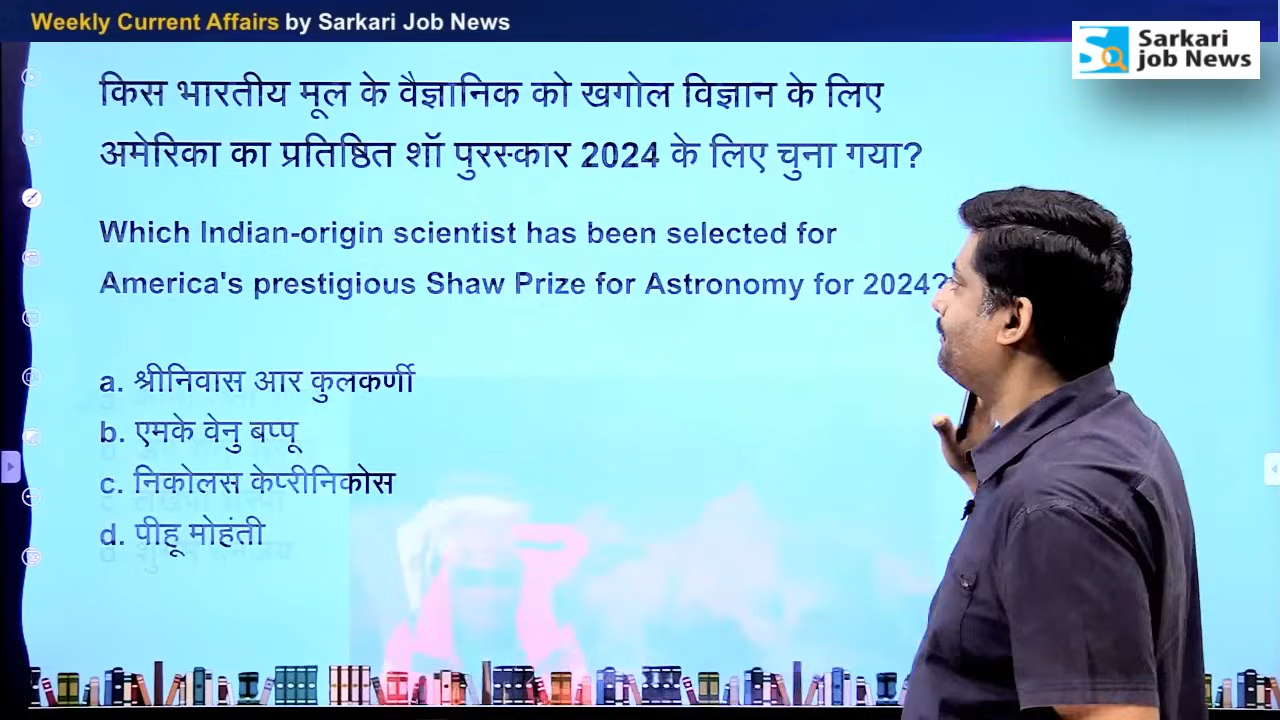 Weekly Current Affairs by Sarkari Job News
Sarkari
job News
किस भारतीय मूल के वैज्ञानिक को खगोल विज्ञान के लिए
अमेरिका का प्रतिष्ठित शॉ पुरस्कार 2024 के लिए चुना गया?
Which Indian-origin scientist has been selected for
America's prestigious Shaw Prize for Astronomy for 2024?
a. श्रीनिवास आर कुलकर्णी
b. एमके वेनु बप्पू
c. निकोलस केप्रीनिकोस
d. पीहू मोहंती